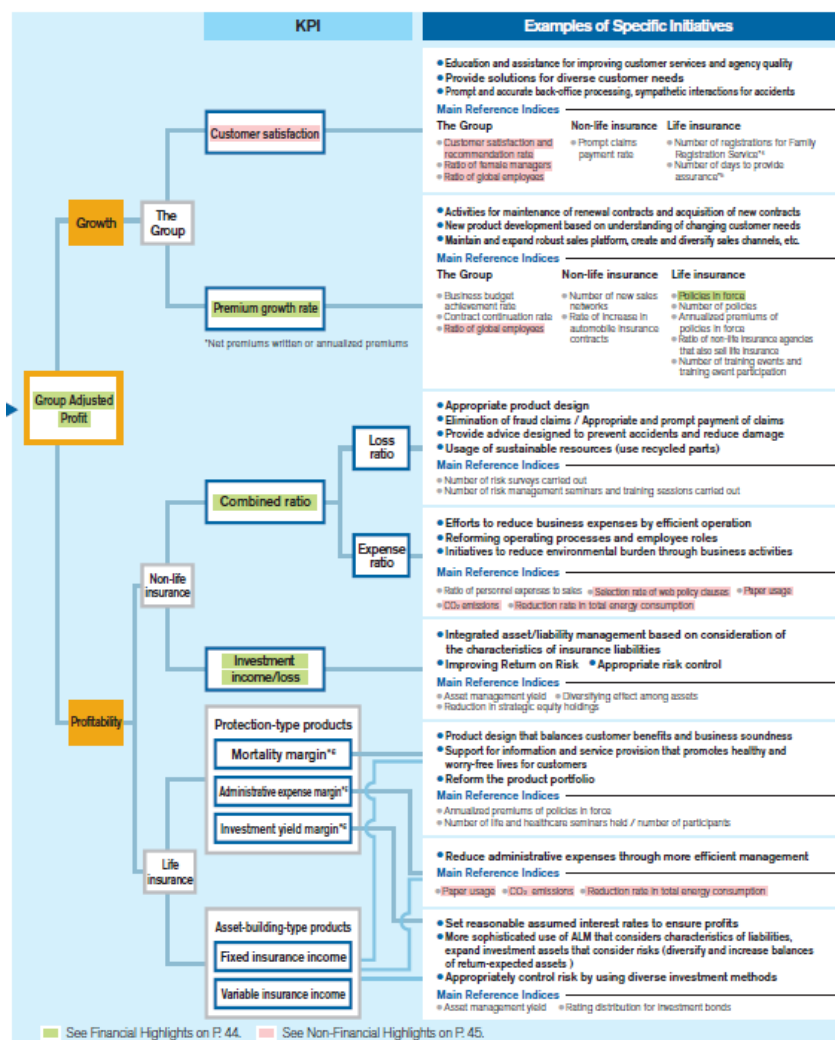 KPI
Examples of Specific Initiatives
Group Adjusted
Profit
Growth
The
Group
Customer satisfaction
●Education and assistance for improving customer services and agency quality
●Provide solutions for diverse customer needs
●Prompt and accurate back-office processing, sympathetic interactions for accidents
Main Reference Indices
The Group
●Customer satisfaction and
recommendation rate
●Ratio of female managers
●Ratio of global employees
Non-life insurance
●Prompt claims
payment rate
Life insurance
●Number of registrations for Family
Registration Service
●Number of days to provide
assurance
Premium growth rate
*Net premiums written or annualized premiums
●Activities for maintenance of renewal contracts and acquisition of new contracts
●New product development based on understanding of changing customer needs
●Maintain and expand robust sales platform, create and diversify sales channels, etc.
Main Reference Indices
The Group
●Business budget
achievement rate
●Contract continuation rate
●Ratio of global employees
Non-life insurance
●Number of new sales
networks
●Rate of increase in
automobile insurance
contracts
Life insurance
●Policies in force
●Number of policies
●Annualized premiums of
policies in force
●Ratio of non-life insurance agencies
that also sell life insurance
●Number of training events and
training event participation
Profitability
Non-life
insurance
Combined ratio
Loss
ratio
●Appropriate product design
●Elimination of fraud claims / Appropriate and prompt payment of claims
●Provide advice designed to prevent accidents and reduce damage
●Usage of sustainable resources (use recycled parts)
Main Reference Indices
●Number of risk surveys carried out
●Number of risk management seminars and training sessions carried out
Expense
ratio
●Efforts to reduce business expenses by efficient operation
●Reforming operating processes and employee roles
●Initiatives to reduce environmental burden through business activities
Main Reference Indices
●Ratio of personnel expenses to sales ●Selection rate of web policy clauses ●Paper usage
●CO₂ emissions ●Reduction rate in total energy consumption
Investment
income/loss
●Integrated asset/liability management based on consideration of
the characteristics of insurance liabilities
●Improving Return on Risk ●Appropriate risk control
Main Reference Indices
●Asset management yield ●Diversifying effect among assets
●Reduction in strategic equity holdings
Life
insurance
Protection-type products
Mortality margin
Administrative expense margin
Investment yield margin
●Product design that balances customer benefits and business soundness
●Support for information and service provision that promotes healthy and
worry-free lives for customers
●Reform the product portfolio
Main Reference Indices
●Annualized premiums of policies in force
●Number of life and healthcare seminars held / number of participants
●Reduce administrative expenses through more efficient management
Main Reference Indices
●Paper usage ●CO₂ emissions ●Reduction rate in total energy consumption
Asset-building-type products
Fixed insurance income
Variable insurance income
●Set reasonable assumed interest rates to ensure profits
●More sophisticated use of ALM that considers characteristics of liabilities,
expand investment assets that consider risks (diversify and increase balances
of return-expected assets )
●Appropriately control risk by using diverse investment methods
Main Reference Indices
●Asset management yield ●Rating distribution for investment bonds
See Financial Highlights on P. 44.
See Non-Financial Highlights on P. 45.